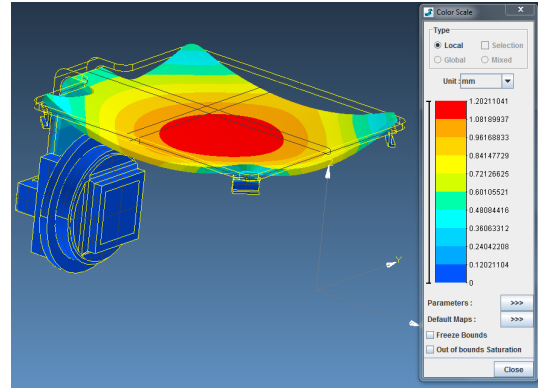 Color Scale
Type
Local Selection
Global Mixed
Unit : mm
1.20211041
1.08189937
0.96168833
0.84147729
0.72126625
0.60105521
0.48084416
0.36063312
0.24042208
0.12021104
0
Parameters : >>>
Default Maps : >>>
Freeze Bounds
Out of bounds Saturation
Close
Y